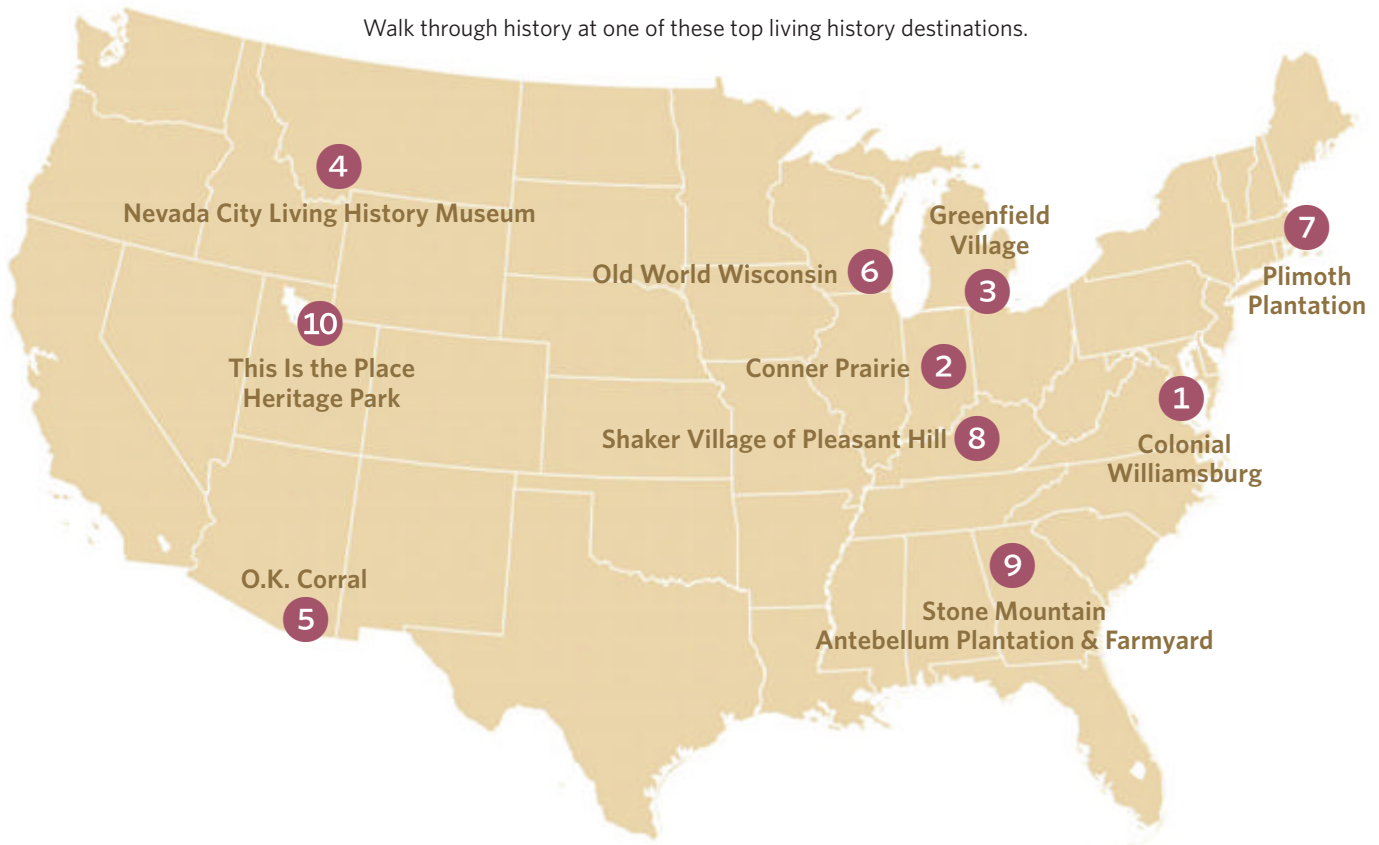 Walk through history at one of these top living history destinations.
4
Nevada City Living History Museum
Greenfield
Village
3
7
Plimoth
Plantation
Old World Wisconsin 6
10
This Is the Place
Heritage Park
Conner Prairie 2
1
Colonial
Williamsburg
Shaker Village of Pleasant Hill 8
O.K. Corral
5
9
Stone Mountain
Antebellum Plantation & Farmyard